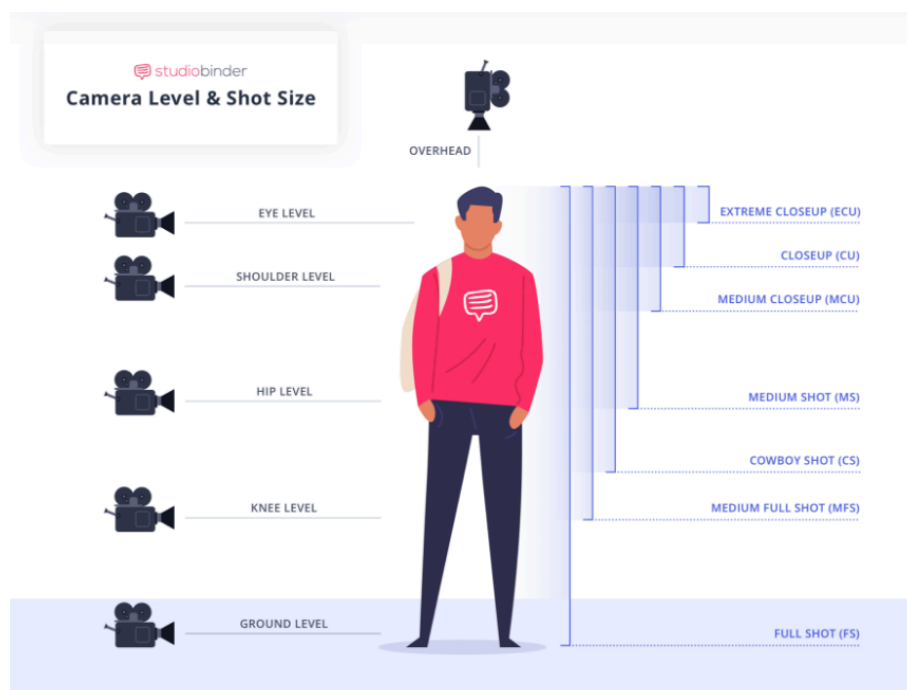 studiobinder
Camera Level & Shot Size
OVERHEAD
EYE LEVEL
SHOULDER LEVEL
HIP LEVEL
KNEE LEVEL
GROUND LEVEL
EXTREME CLOSEUP (ECU)
CLOSEUP (CU)
MEDIUM CLOSEUP (MCU)
MEDIUM SHOT (MS)
COWBOY SHOT (CS)
MEDIUM FULL SHOT (MFS)
FULL SHOT (FS)